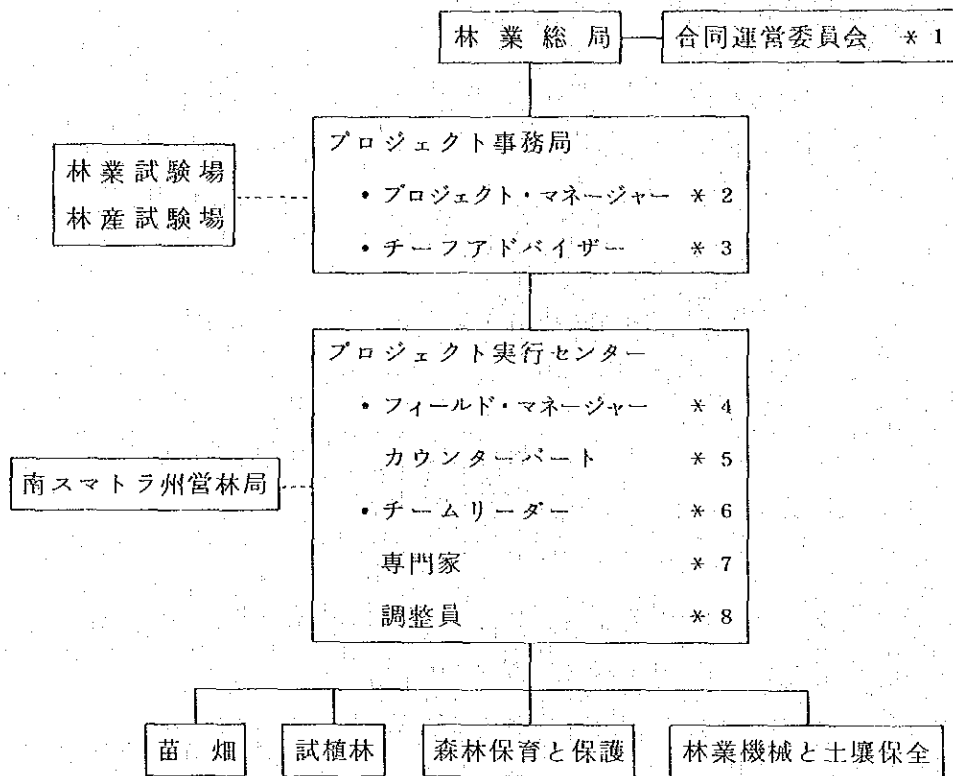 林業総局
合同運営委員会 *1
プロジェクト事務局
林業試験場
林産試験場
・プロジェクト・マネージャー *2
・チーフアドバイザー *3
プロジェクト実行センター
・フィールド・マネージャー *4
カウンターパート *5
南スマトラ州営林局
・チームリーダー *6
専門家 *7
調整員 *8
苗畑
試植林
森林保育と保護
林業機械と土壌保全